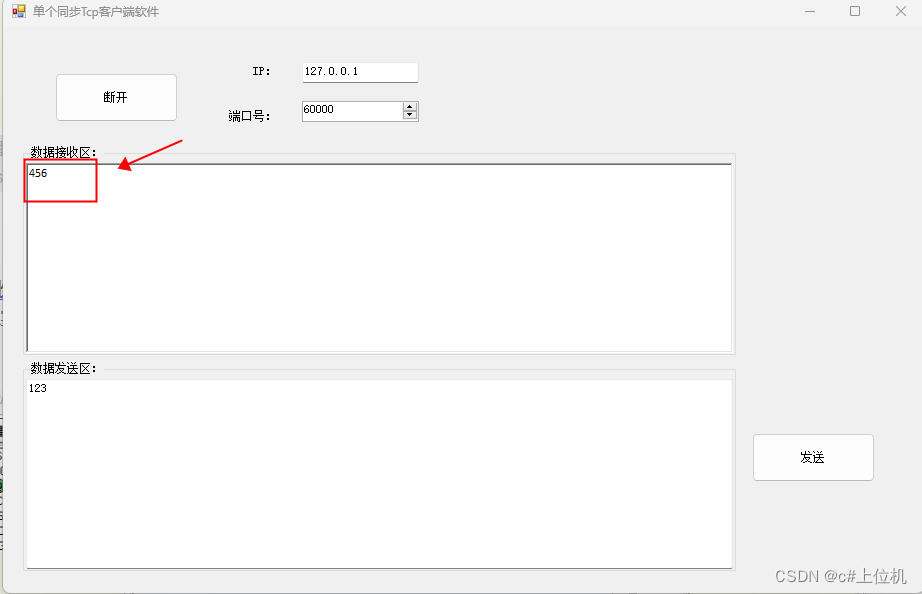 单个同步Tcp客户端软件
断开
IP:
127.0.0.1
端口号:
60000
数据接收区:
456
数据发送区:
123
发送
CSDN @c#上位机